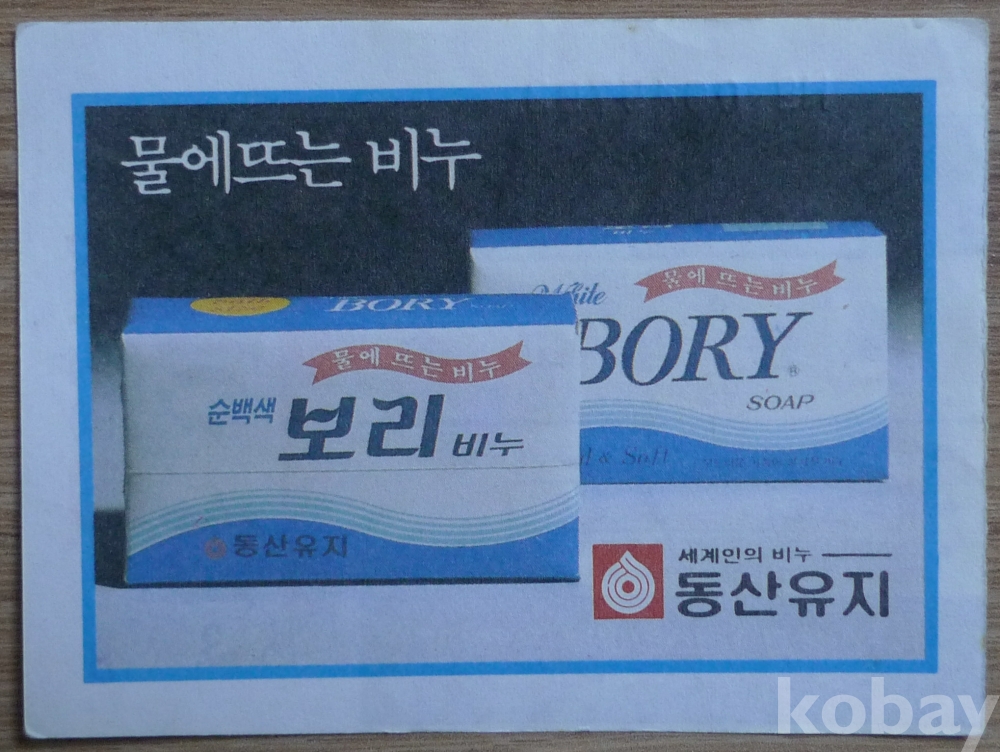 물에뜨는 비누
White
물에 뜨는 비누
BORY®
SOAP
& Soft
BORY
물에 뜨는 비누
순백색 보리 비누
동산유지
세계인의 비누
동산유지
kobay